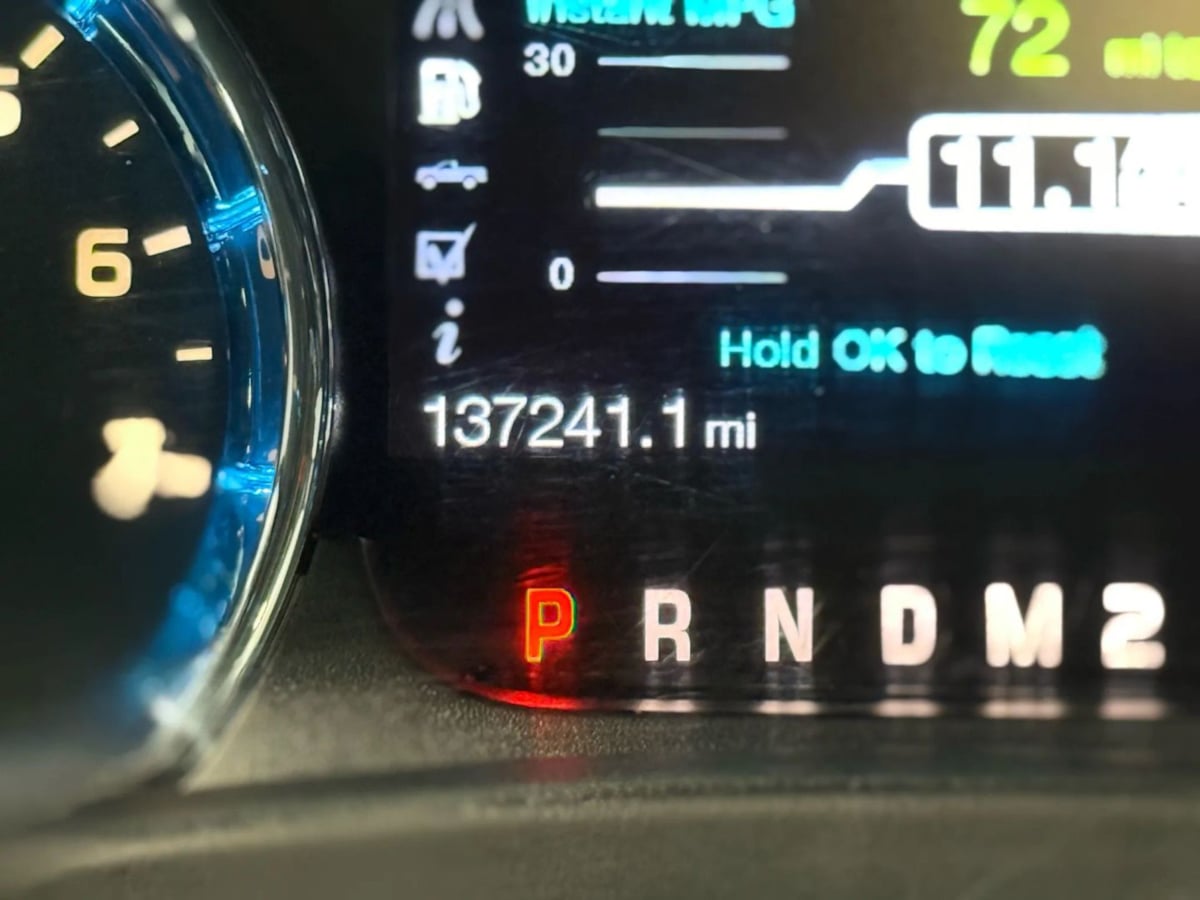 Instant MPG
72
30
11.1
0
Hold OK to Reset
137241.1 mi
6
P R N D M 2